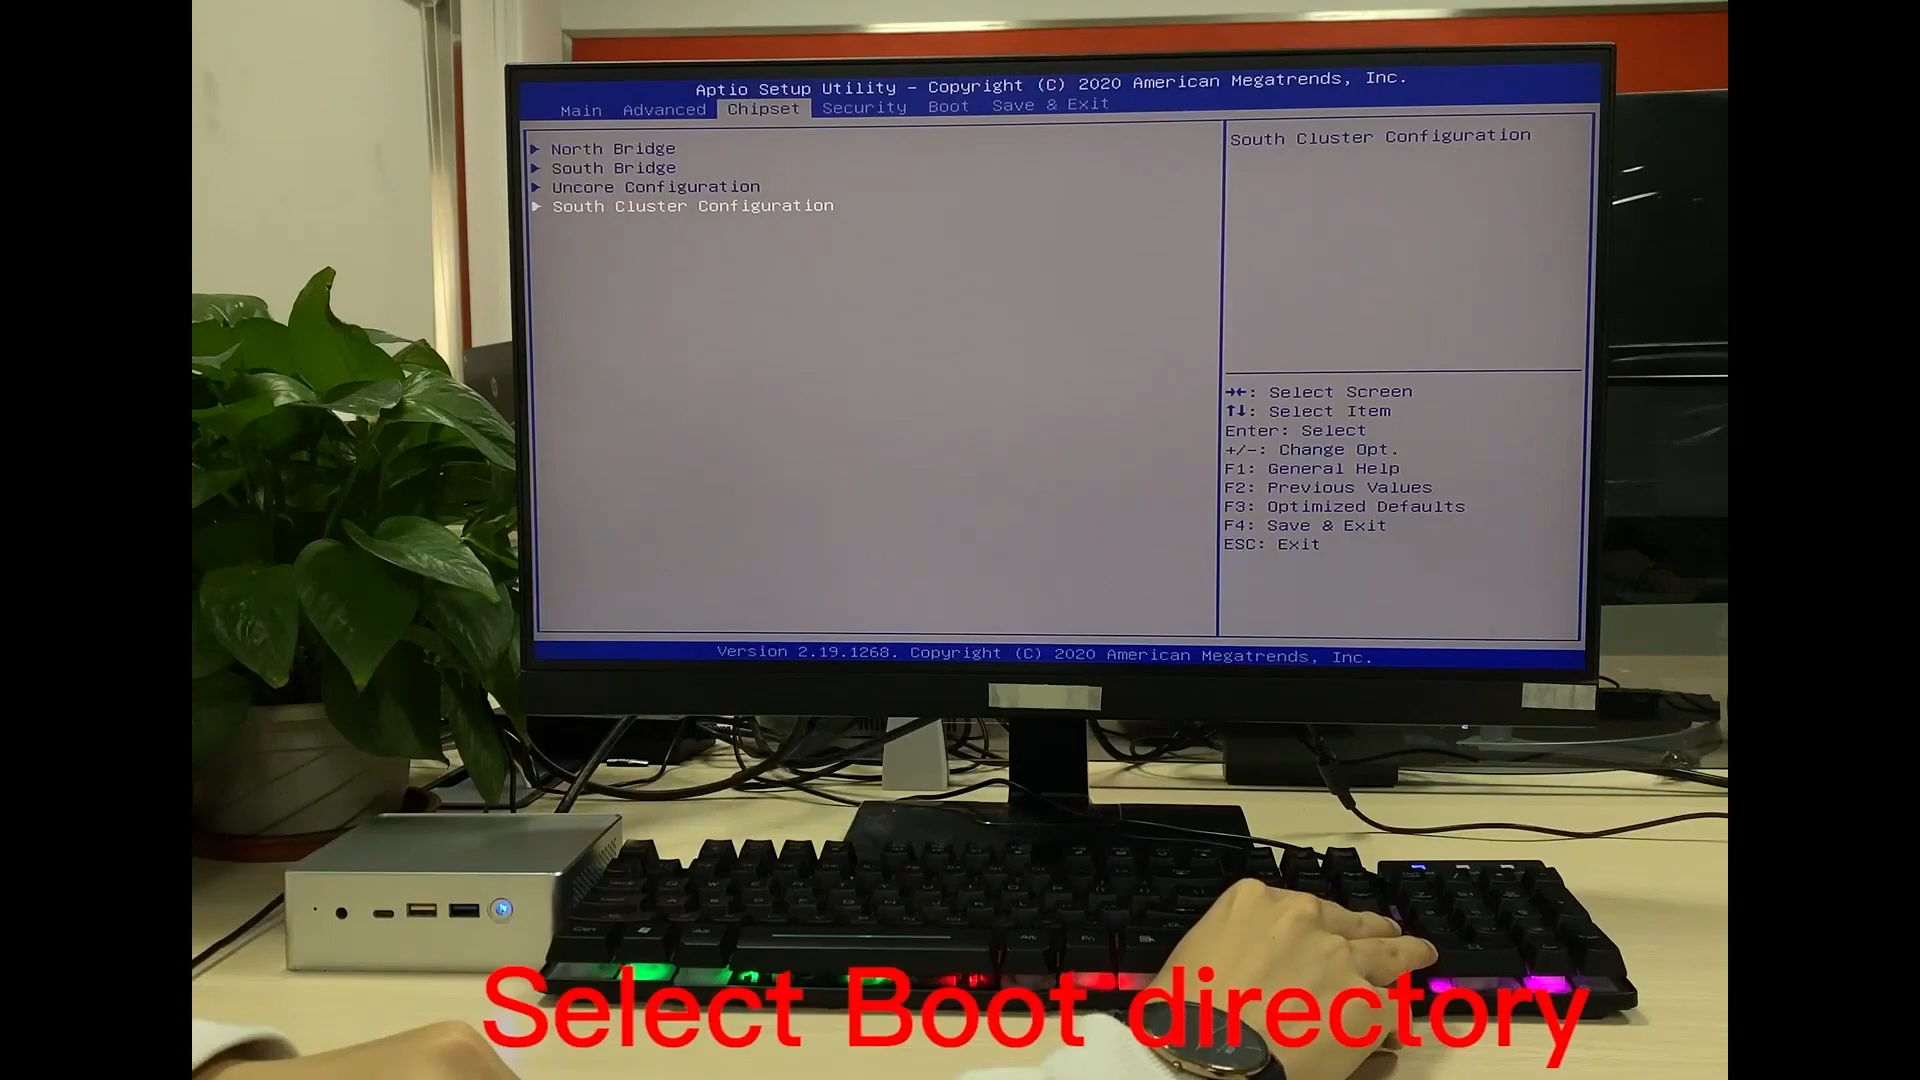 Aptio Setup Utility – Copyright (C) 2020 American Megatrends, Inc.
Main Advanced Chipset Security Boot Save & Exit
North Bridge
South Bridge
Uncore Configuration
South Cluster Configuration
South Cluster Configuration
→←: Select Screen
↑↓: Select Item
Enter: Select
+/-: Change Opt.
F1: General Help
F2: Previous Values
F3: Optimized Defaults
F4: Save & Exit
ESC: Exit
Version 2.19.1268. Copyright (C) 2020 American Megatrends, Inc.
Select Boot directory